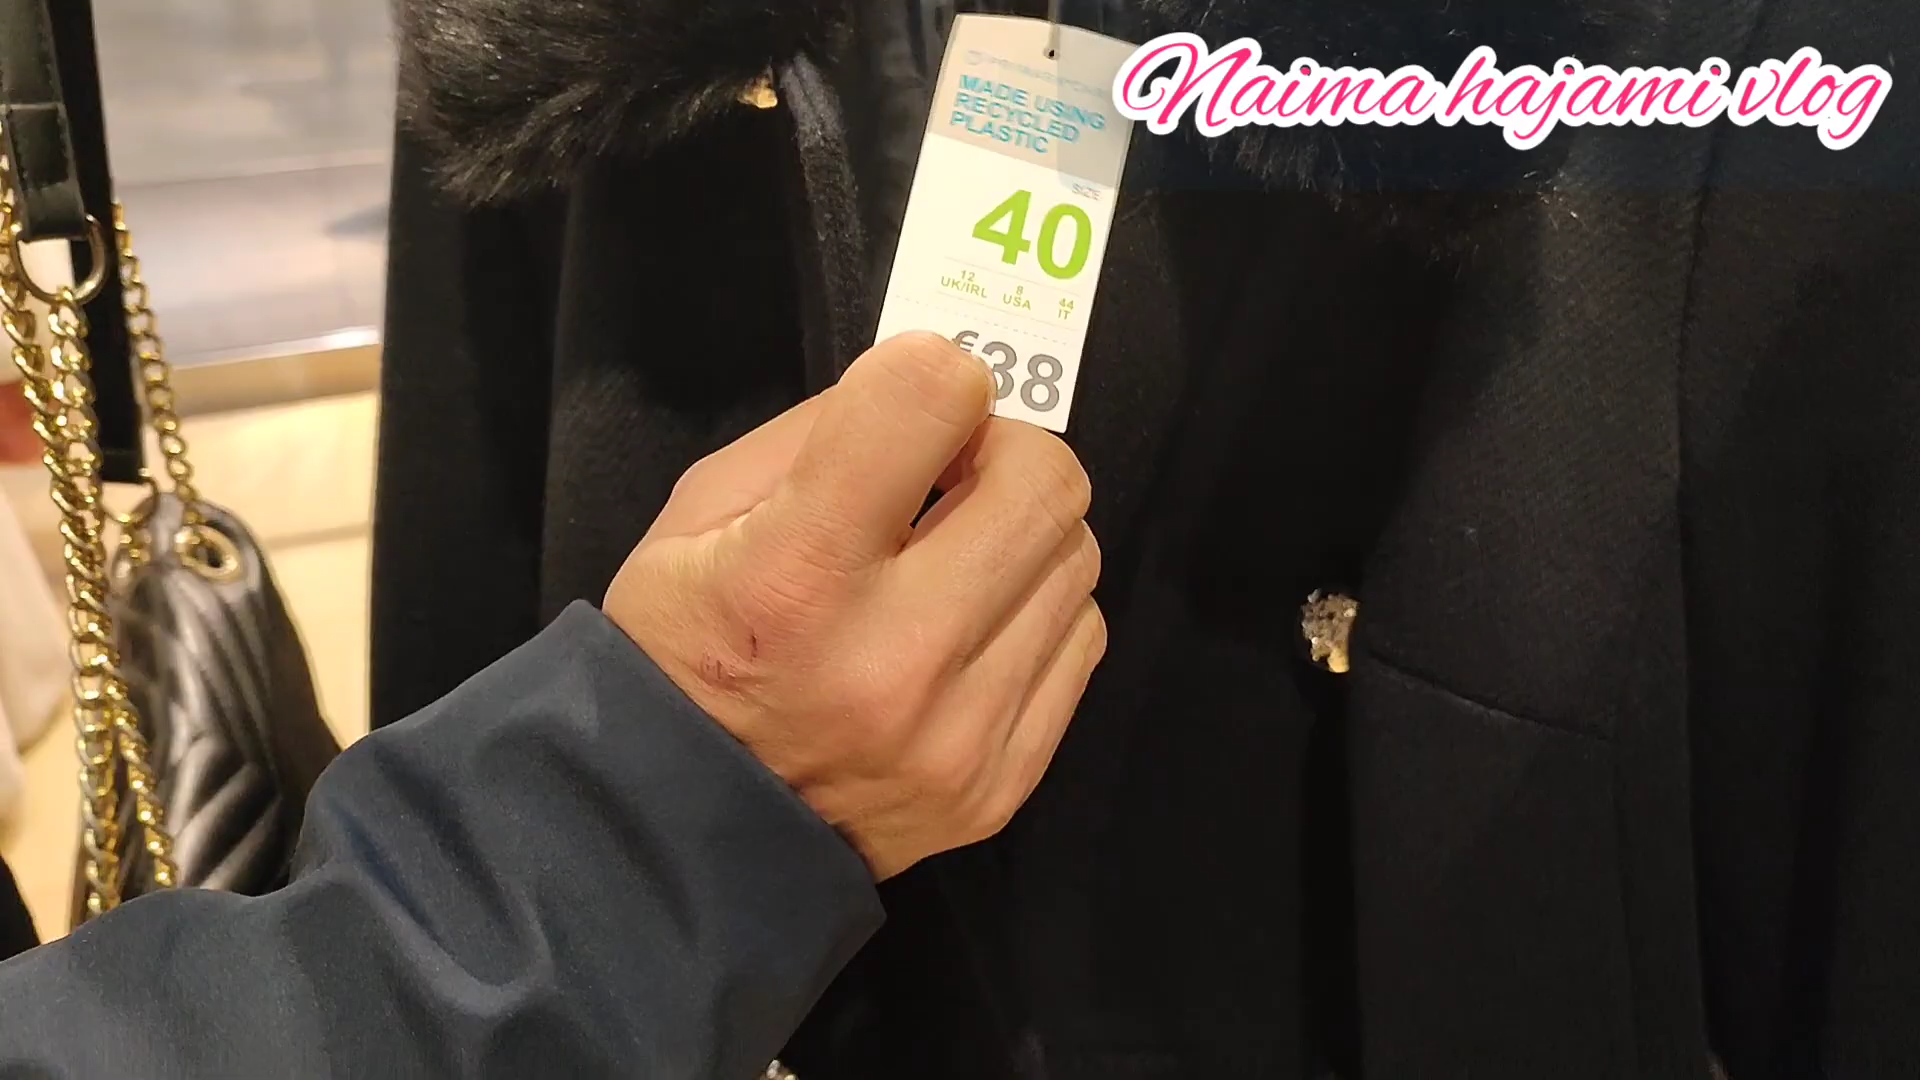 Naima hajami vlog
MADE USING
RECYCLED
PLASTIC
SIZE
40
12 8 44
UK/IRL USA IT
€38